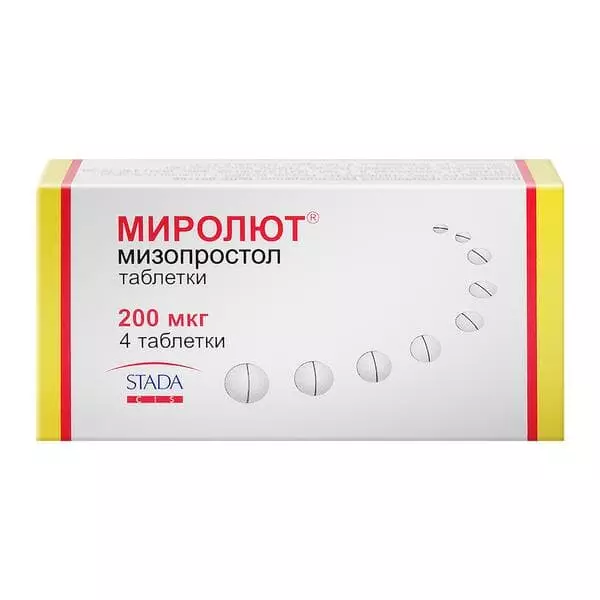 МИРОЛЮТ®
мизопростол
таблетки
200 мкг
4 таблетки
STADA
CIS